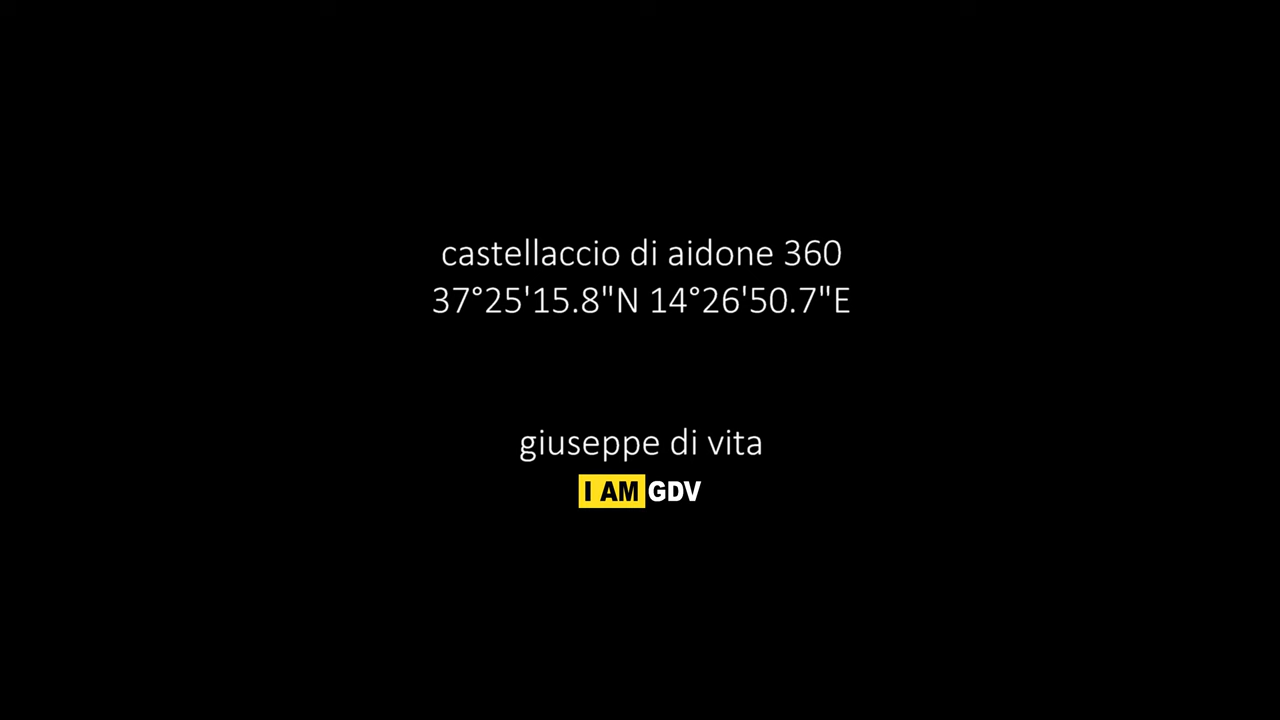 castellaccio di aidone 360
37°25'15.8"N 14°26'50.7"E
giuseppe di vita
I AM GDV